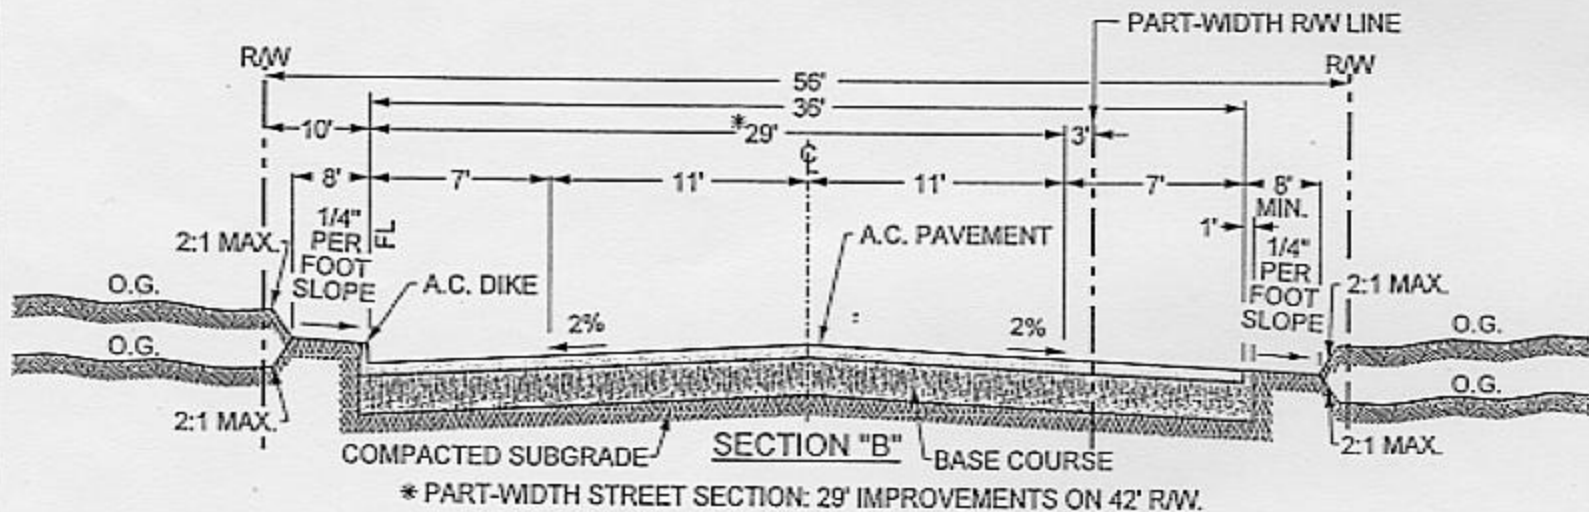 PART-WIDTH R/W LINE
R/W
R/W
56'
36'
10'
*29'
3'
℄
8'
7'
11'
11'
7'
8'
MIN.
1/4"
PER
FOOT
SLOPE
FL
1'
1/4"
PER
FOOT
SLOPE
2:1 MAX.
A.C. PAVEMENT
O.G.
A.C. DIKE
2:1 MAX.
2%
2%
O.G.
O.G.
O.G.
2:1 MAX.
2:1 MAX.
COMPACTED SUBGRADE
SECTION "B"
BASE COURSE
* PART-WIDTH STREET SECTION: 29' IMPROVEMENTS ON 42' R/W.